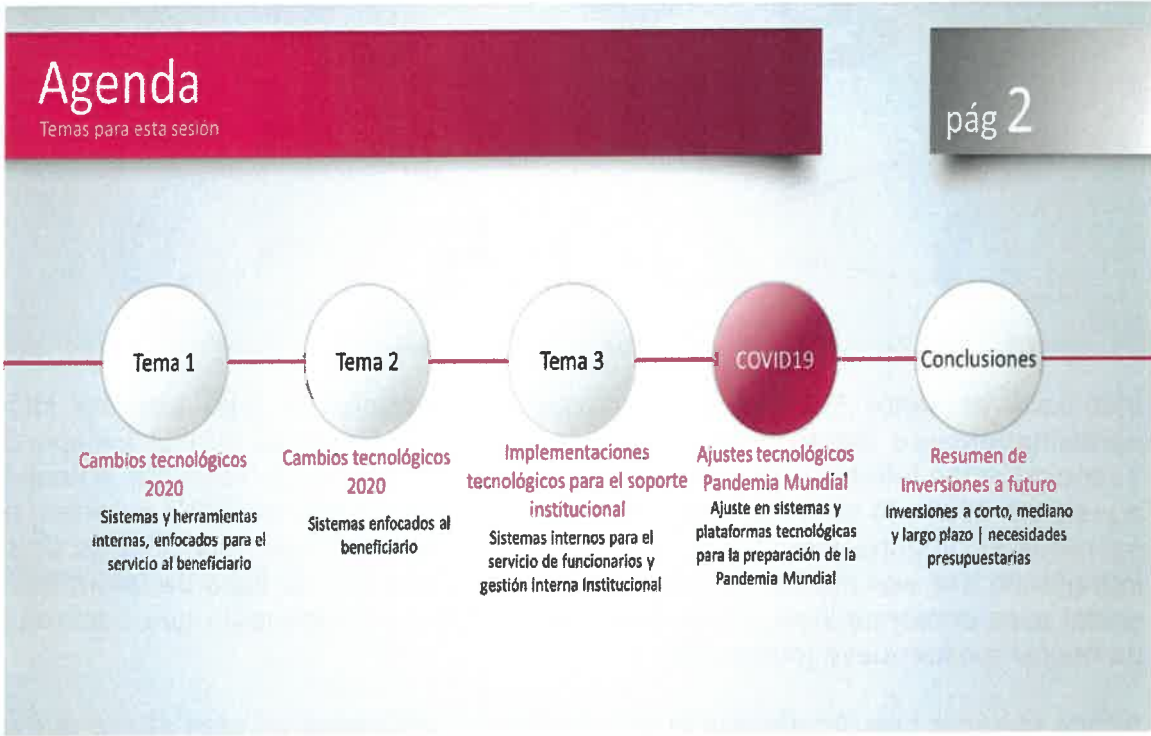 Agenda
Temas para esta sesión
pág 2
Tema 1
Cambios tecnológicos
2020
Sistemas y herramientas
internas, enfocados para el
servicio al beneficiario
Tema 2
Cambios tecnológicos
2020
Sistemas enfocados al
beneficiario
Tema 3
Implementaciones
tecnológicos para el soporte
institucional
Sistemas internos para el
servicio de funcionarios y
gestión Interna Institucional
COVID19
Ajustes tecnológicos
Pandemia Mundial
Ajuste en sistemas y
plataformas tecnológicas
para la preparación de la
Pandemia Mundial
Conclusiones
Resumen de
Inversiones a futuro
Inversiones a corto, mediano
y largo plazo | necesidades
presupuestarias